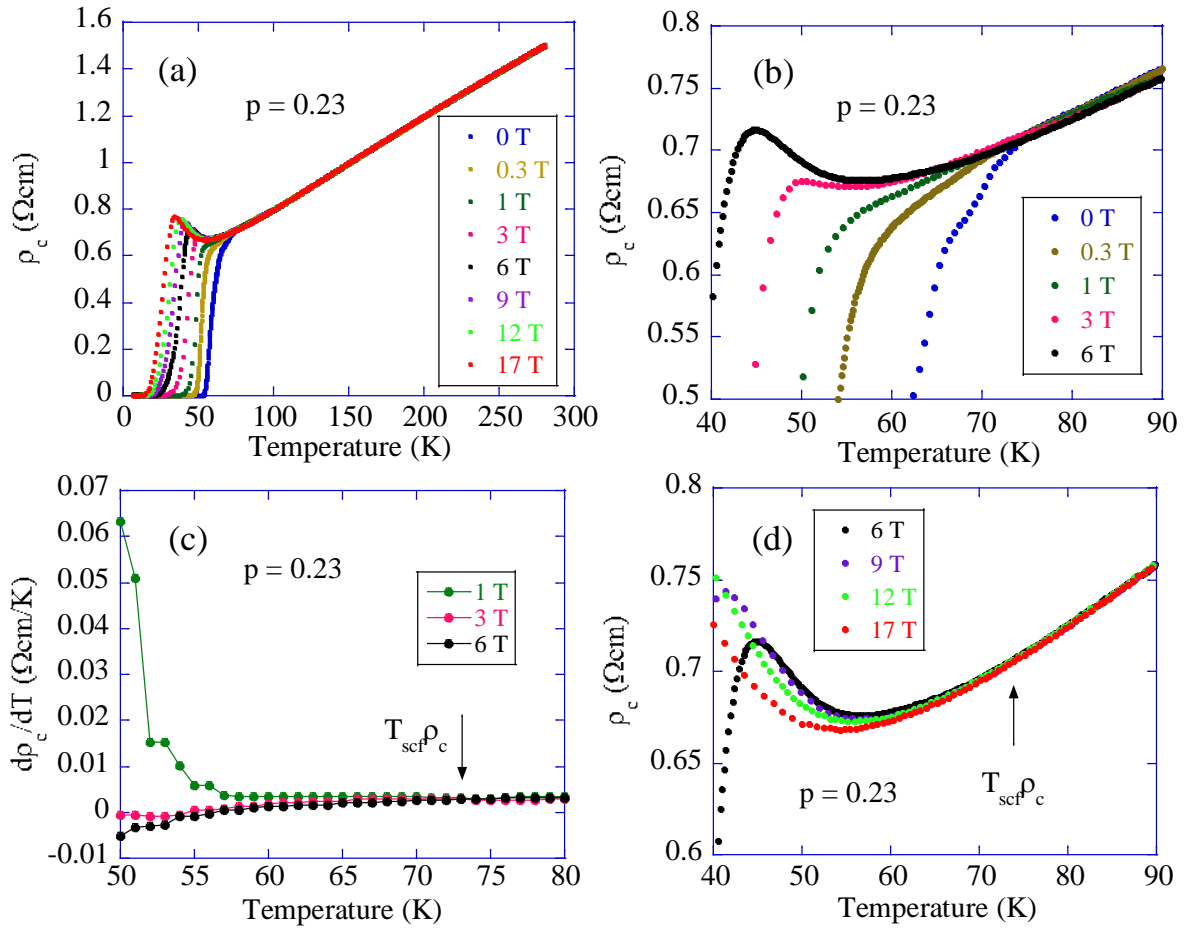 (a)
p = 0.23
ρc (Ωcm)
1.6
1.4
1.2
1
0.8
0.6
0.4
0.2
0
0 T
0.3 T
1 T
3 T
6 T
9 T
12 T
17 T
0 50 100 150 200 250 300
Temperature (K)
(b)
p = 0.23
ρc (Ωcm)
0.8
0.75
0.7
0.65
0.6
0.55
0.5
0 T
0.3 T
1 T
3 T
6 T
40 50 60 70 80 90
Temperature (K)
(c)
p = 0.23
dρc/dT (Ωcm/K)
0.07
0.06
0.05
0.04
0.03
0.02
0.01
0
-0.01
1 T
3 T
6 T
Tscfρc
50 55 60 65 70 75 80
Temperature (K)
(d)
ρc (Ωcm)
0.8
0.75
0.7
0.65
0.6
6 T
9 T
12 T
17 T
Tscfρc
p = 0.23
40 50 60 70 80 90
Temperature (K)